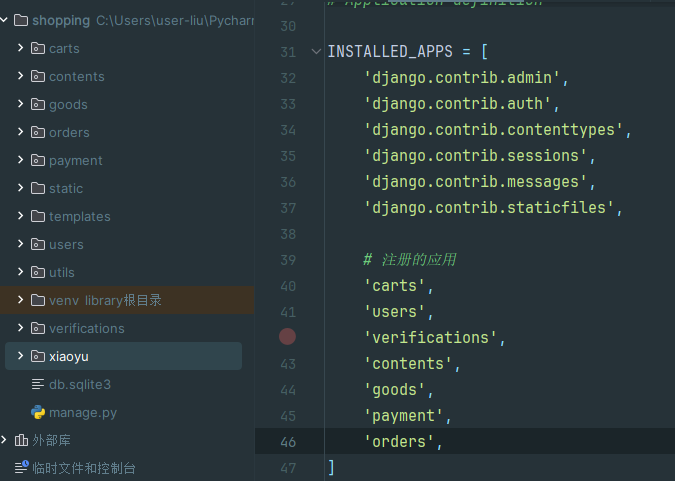 shopping C:\Users\user-liu\Pycharm
carts
contents
goods
orders
payment
static
templates
users
utils
venv library根目录
verifications
xiaoyu
db.sqlite3
manage.py
外部库
临时文件和控制台
# Application definition
30
31 INSTALLED_APPS = [
32 'django.contrib.admin',
33 'django.contrib.auth',
34 'django.contrib.contenttypes',
35 'django.contrib.sessions',
36 'django.contrib.messages',
37 'django.contrib.staticfiles',
38
39 # 注册的应用
40 'carts',
41 'users',
'verifications',
43 'contents',
44 'goods',
45 'payment',
46 'orders',
47 ]